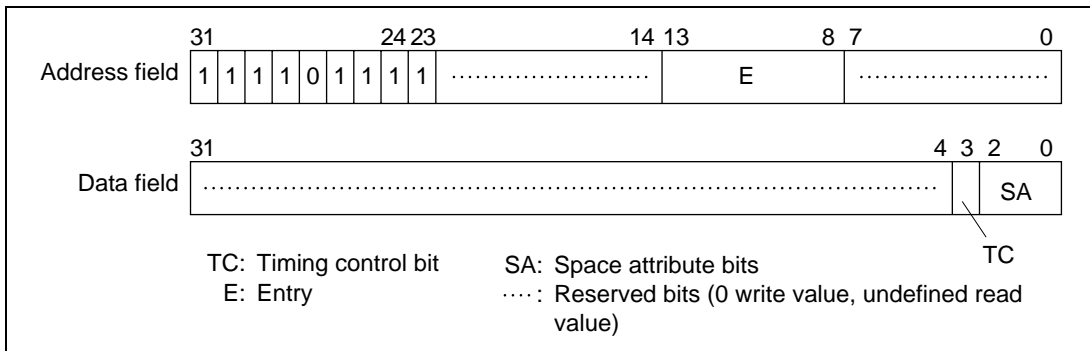 31 24 23 14 13 8 7 0
Address field 1 1 1 1 0 1 1 1 1 ........................ E ........................
31 4 3 2 0
Data field ................................................................ SA
TC
TC: Timing control bit SA: Space attribute bits
E: Entry ....: Reserved bits (0 write value, undefined read
value)